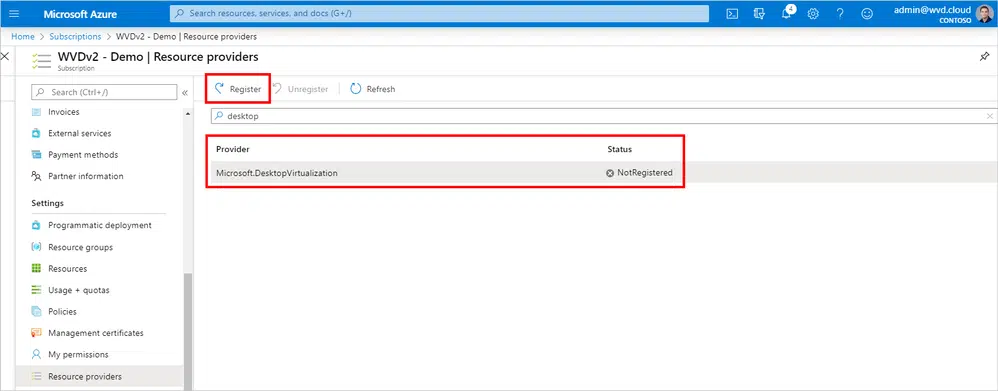 Microsoft Azure
Search resources, services, and docs (G+/)
4
admin@wvd.cloud
CONTOSO
Home > Subscriptions > WVDv2 - Demo | Resource providers
WVDv2 - Demo | Resource providers
Subscription
Search (Ctrl+/)
Register
Unregister
Refresh
desktop
Invoices
External services
Payment methods
Partner information
Settings
Programmatic deployment
Resource groups
Resources
Usage + quotas
Policies
Management certificates
My permissions
Resource providers
Provider Status
Microsoft.DesktopVirtualization NotRegistered